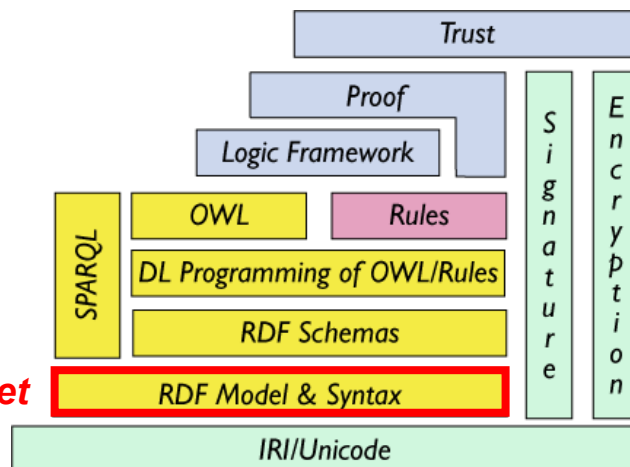 Trust
Proof
Logic Framework
Signature
Encryption
SPARQL
OWL
Rules
DL Programming of OWL/Rules
RDF Schemas
et
RDF Model & Syntax
IRI/Unicode